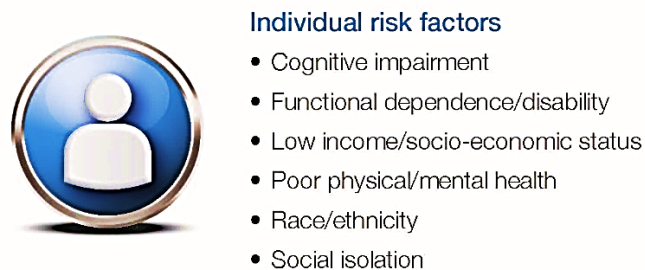 Individual risk factors
• Cognitive impairment
• Functional dependence/disability
• Low income/socio-economic status
• Poor physical/mental health
• Race/ethnicity
• Social isolation